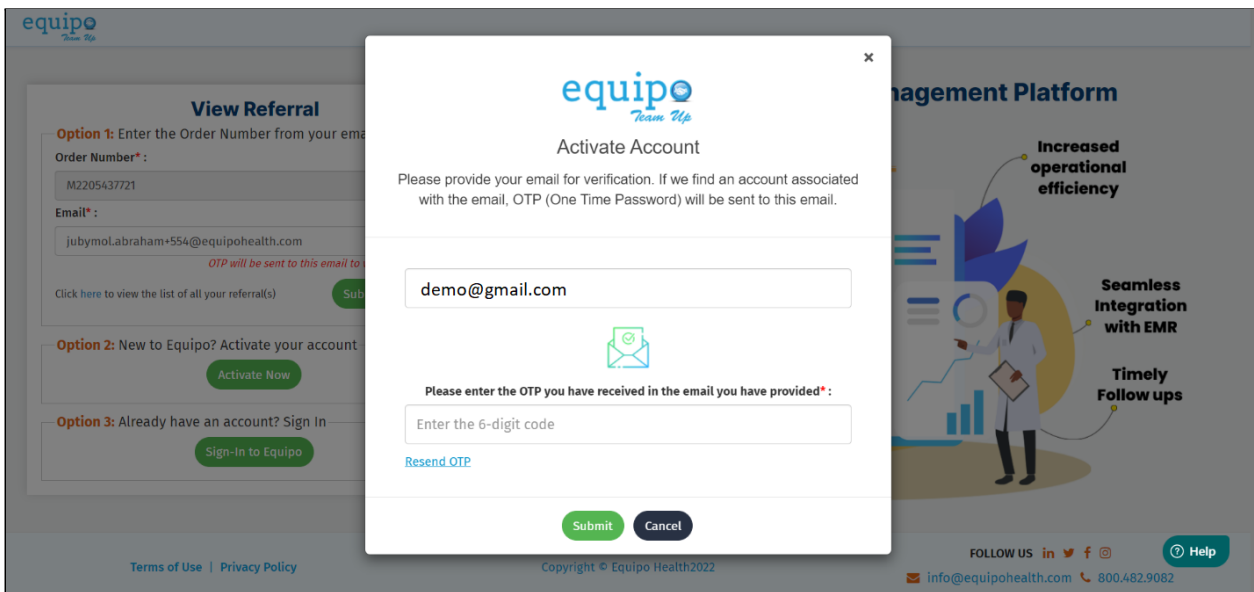 equipo
Team Up
View Referral
Option 1: Enter the Order Number from your ema
Order Number* :
M2205437721
Email* :
jubymol.abraham+554@equipohealth.com
OTP will be sent to this email to
Click here to view the list of all your referral(s)
Sub
Option 2: New to Equipo? Activate your account
Activate Now
Option 3: Already have an account? Sign In
Sign-In to Equipo
×
equipo
Team Up
Activate Account
Please provide your email for verification. If we find an account associated
with the email, OTP (One Time Password) will be sent to this email.
demo@gmail.com
Please enter the OTP you have received in the email you have provided* :
Enter the 6-digit code
Resend OTP
Submit
Cancel
nagement Platform
Increased
operational
efficiency
Seamless
Integration
with EMR
Timely
Follow ups
Terms of Use | Privacy Policy
Copyright © Equipo Health2022
FOLLOW US
info@equipohealth.com 800.482.9082
Help